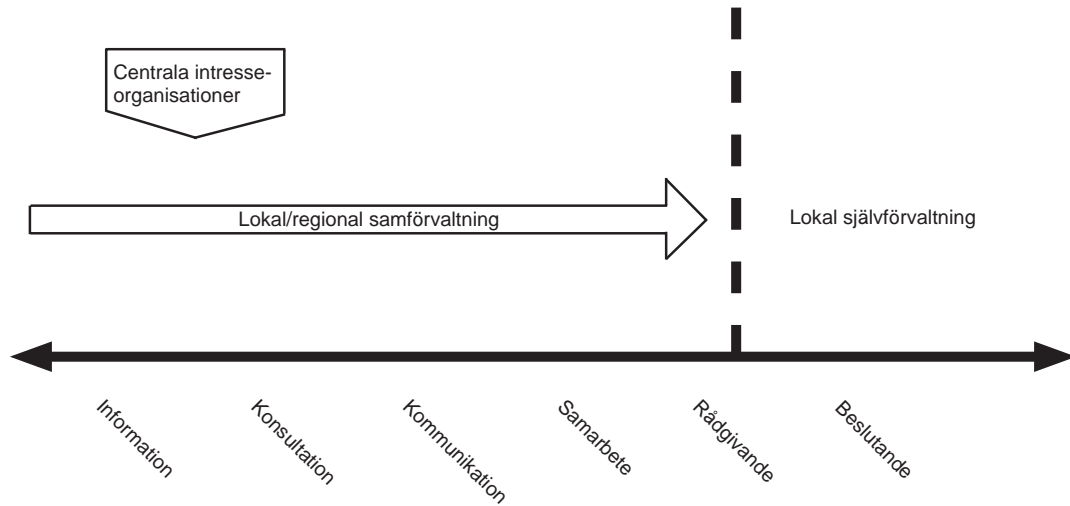 Centrala intresse-
organisationer
Lokal/regional samförvaltning
Lokal självförvaltning
Information
Konsultation
Kommunikation
Samarbete
Rådgivande
Beslutande